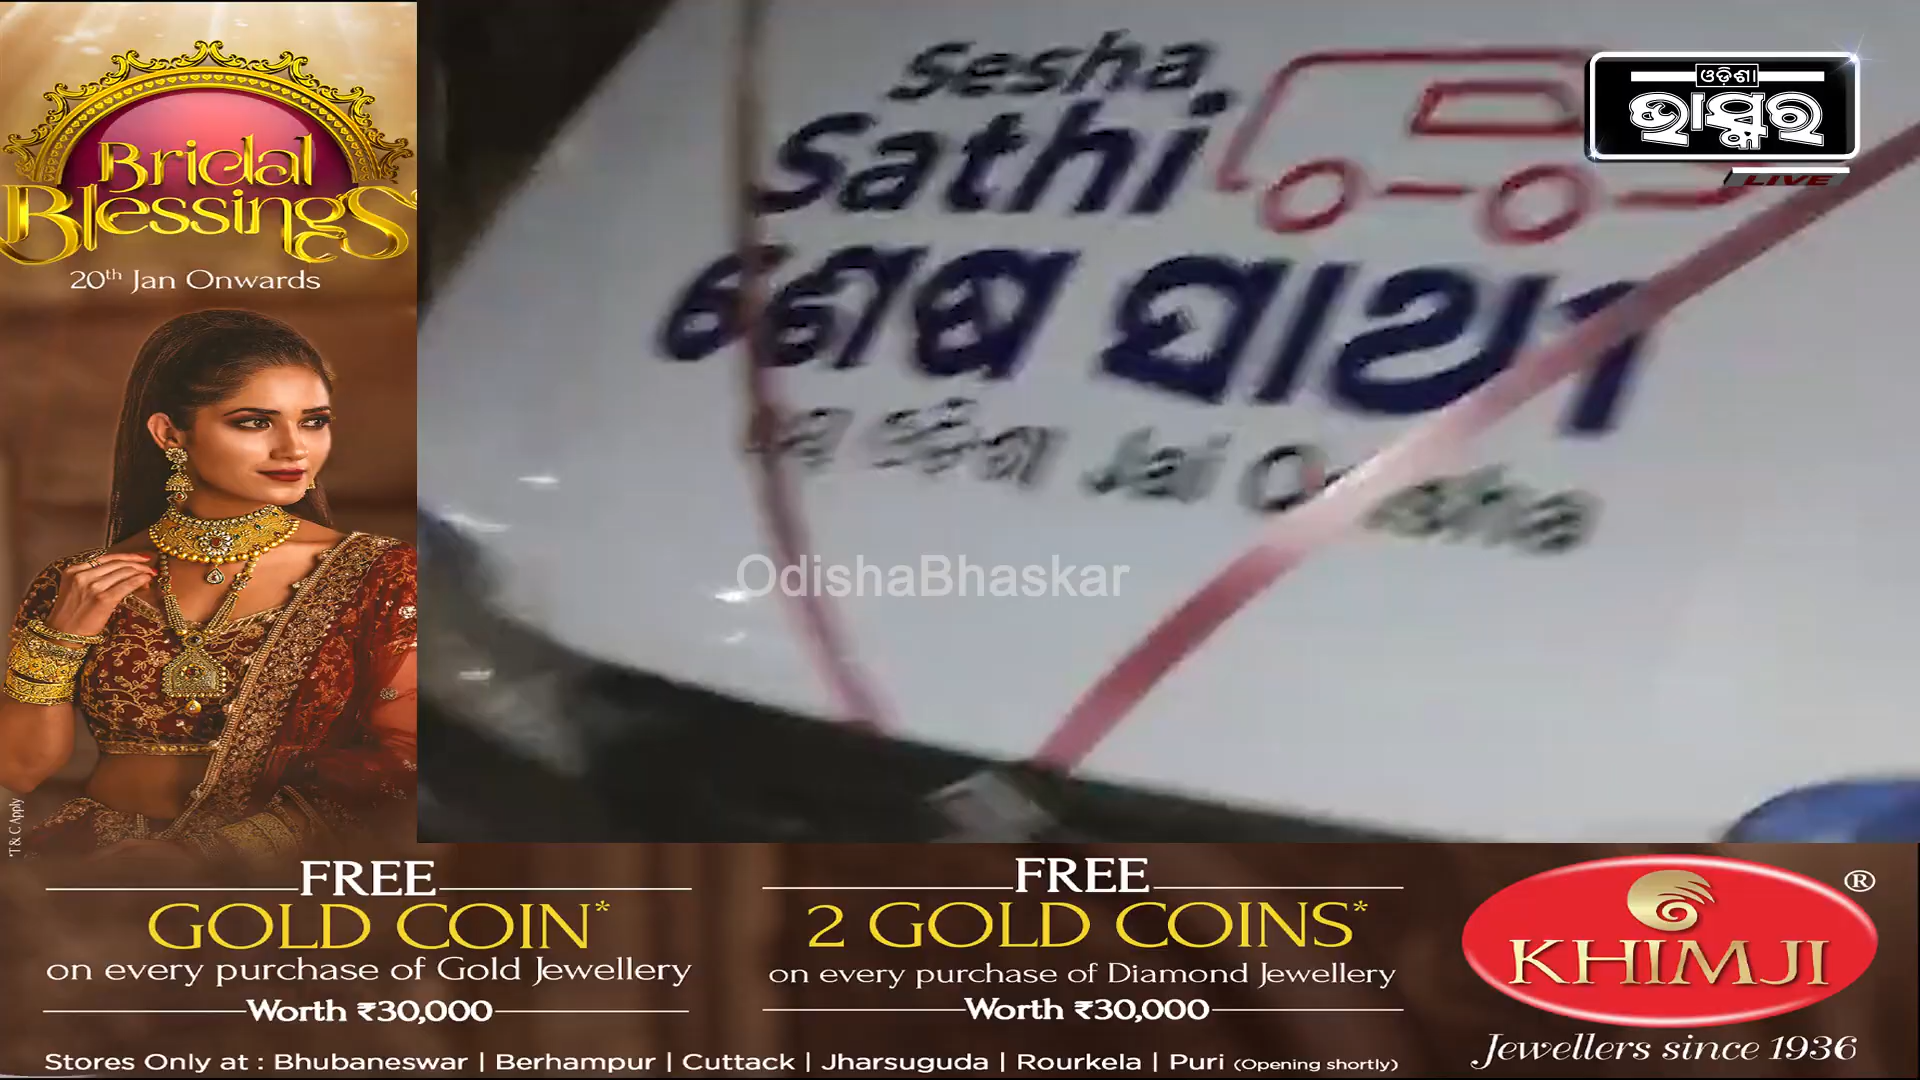 Bridal
Blessings
20th Jan Onwards
*T & C Apply
Sesha
Sathi
ଶେଷ ସାଥୀ
Jai
ଓଡ଼ିଶା
ଭାସ୍କର
LIVE
OdishaBhaskar
FREE
GOLD COIN*
on every purchase of Gold Jewellery
Worth ₹30,000
FREE
2 GOLD COINS*
on every purchase of Diamond Jewellery
Worth ₹30,000
Stores Only at : Bhubaneswar | Berhampur | Cuttack | Jharsuguda | Rourkela | Puri (Opening shortly)
KHIMJI ®
Jewellers since 1936